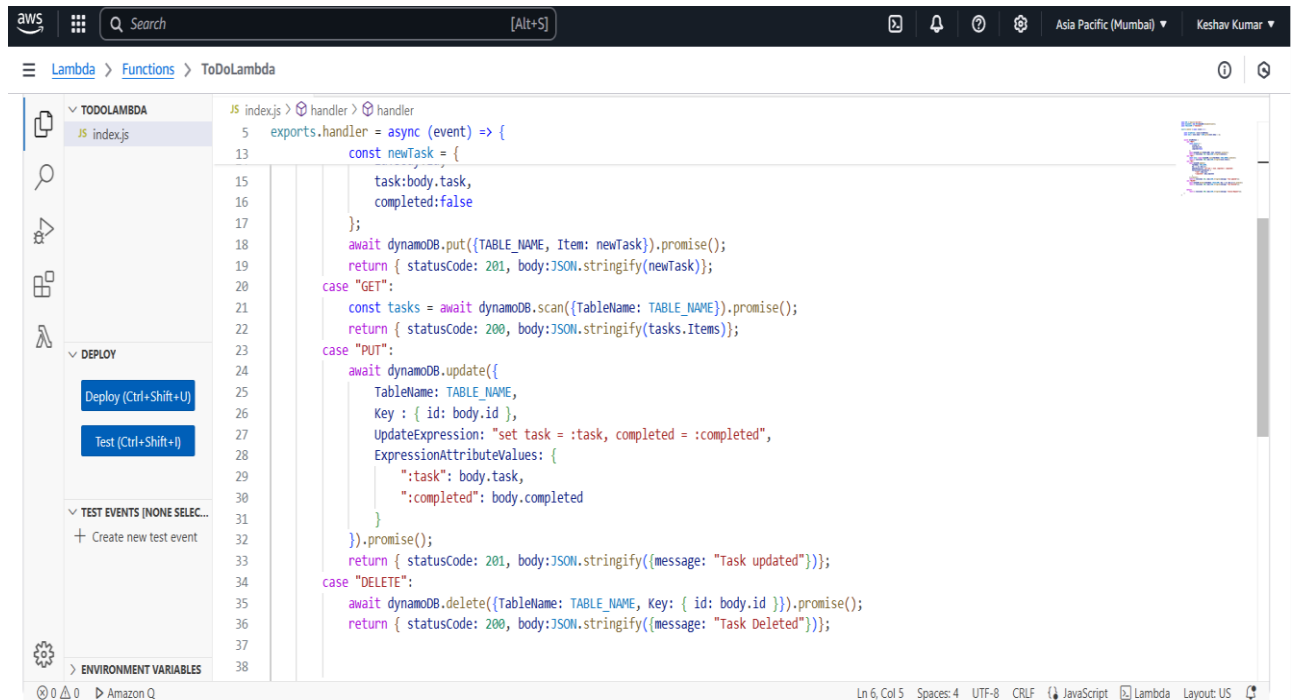 aws
Search [Alt+S]
Asia Pacific (Mumbai) ▼
Keshav Kumar ▼
Lambda > Functions > ToDoLambda
TODOLAMBDA
JS index.js
DEPLOY
Deploy (Ctrl+Shift+U)
Test (Ctrl+Shift+I)
TEST EVENTS [NONE SELEC...
+ Create new test event
ENVIRONMENT VARIABLES
JS index.js > handler > handler
5 exports.handler = async (event) => {
13 const newTask = {
15 task:body.task,
16 completed:false
17 };
18 await dynamoDB.put({TABLE_NAME, Item: newTask}).promise();
19 return { statusCode: 201, body:JSON.stringify(newTask)};
20 case "GET":
21 const tasks = await dynamoDB.scan({TableName: TABLE_NAME}).promise();
22 return { statusCode: 200, body:JSON.stringify(tasks.Items)};
23 case "PUT":
24 await dynamoDB.update({
25 TableName: TABLE_NAME,
26 Key : { id: body.id },
27 UpdateExpression: "set task = :task, completed = :completed",
28 ExpressionAttributeValues: {
29 ":task": body.task,
30 ":completed": body.completed
31 }
32 }).promise();
33 return { statusCode: 201, body:JSON.stringify({message: "Task updated"})};
34 case "DELETE":
35 await dynamoDB.delete({TableName: TABLE_NAME, Key: { id: body.id }}).promise();
36 return { statusCode: 200, body:JSON.stringify({message: "Task Deleted"})};
37
38
0 0 Amazon Q
Ln 6, Col 5 Spaces: 4 UTF-8 CRLF JavaScript Lambda Layout: US